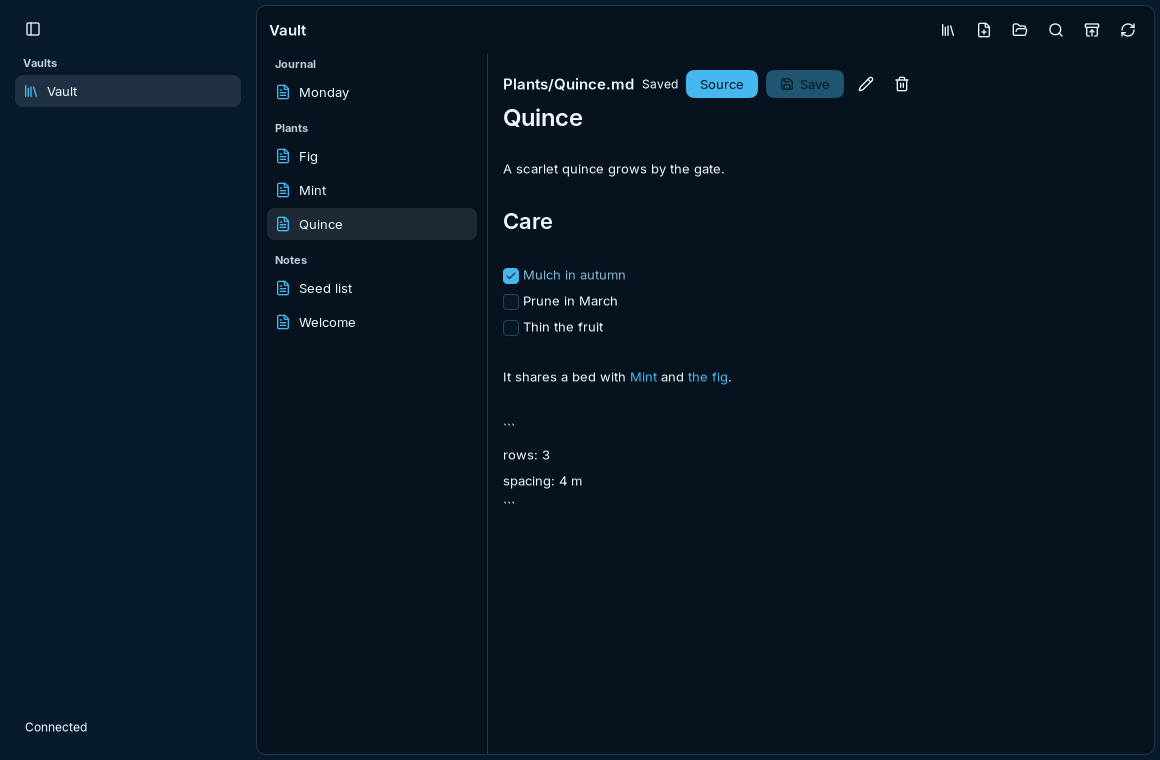 Vaults
Vault
Connected
Vault
Journal
Monday
Plants
Fig
Mint
Quince
Notes
Seed list
Welcome
Plants/Quince.md Saved Source Save
Quince
A scarlet quince grows by the gate.
Care
Mulch in autumn
Prune in March
Thin the fruit
It shares a bed with Mint and the fig.
```
rows: 3
spacing: 4 m
```